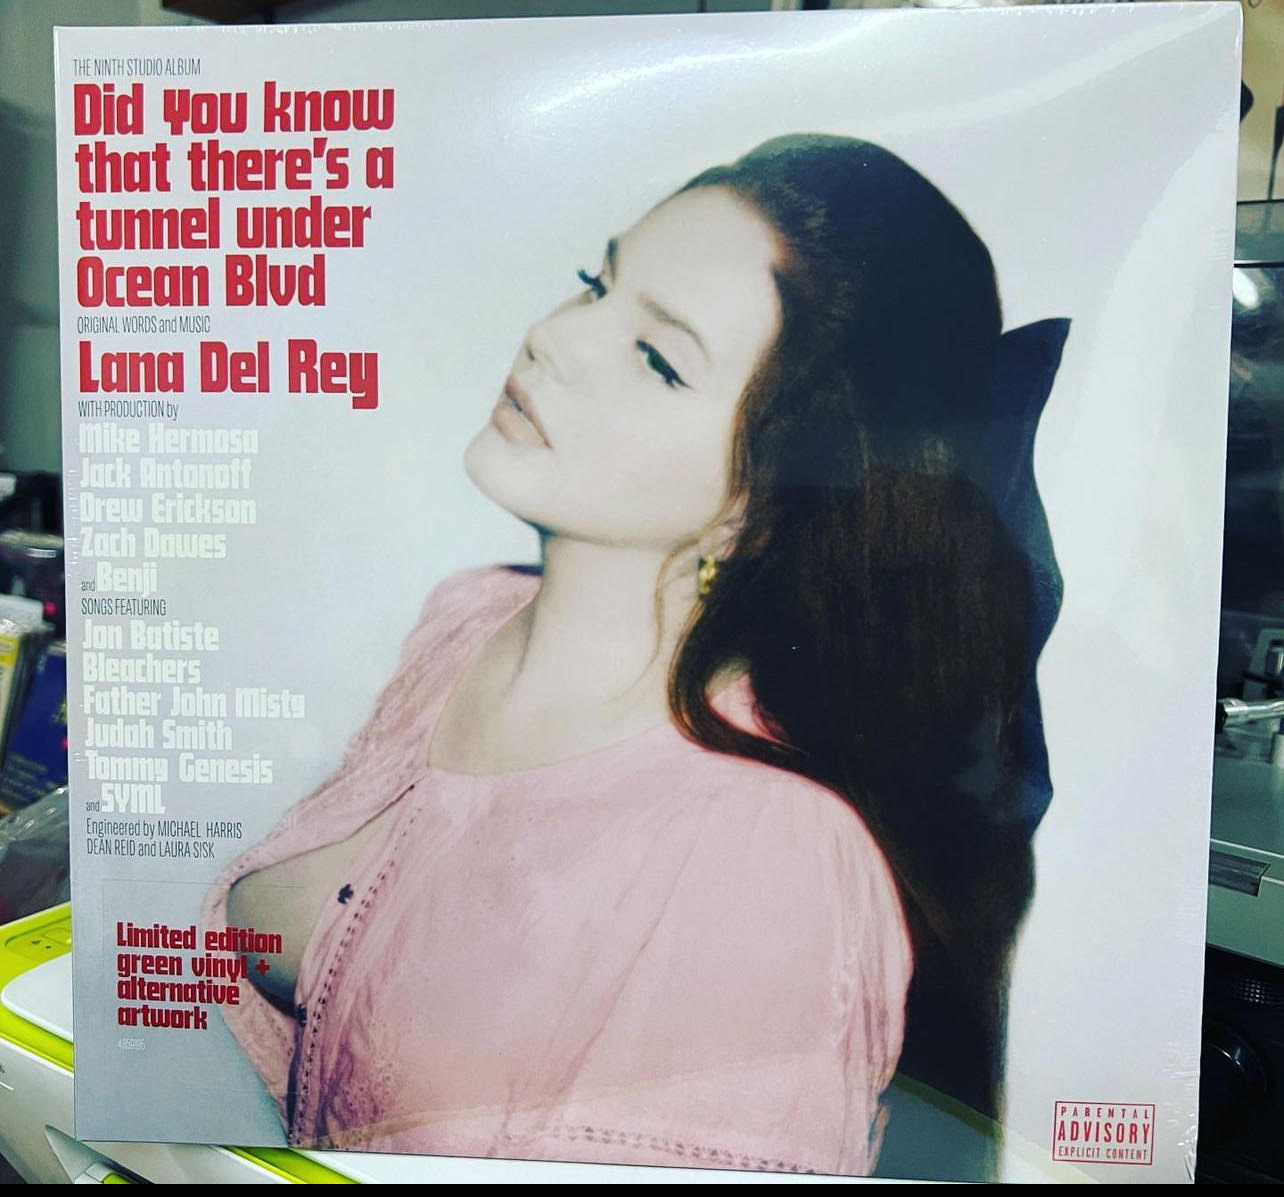 THE NINTH STUDIO ALBUM
Did you know
that there's a
tunnel under
Ocean Blvd
ORIGINAL WORDS and MUSIC
Lana Del Rey
WITH PRODUCTION by
Mike Hermosa
Jack Antonoff
Drew Erickson
Zach Dawes
and Benji
SONGS FEATURING
Jon Batiste
Bleachers
Father John Misty
Judah Smith
Tommy Genesis
and SYML
Engineered by MICHAEL HARRIS
DEAN REID and LAURA SISK
Limited edition
green vinyl +
alternative
artwork
PARENTAL
ADVISORY
EXPLICIT CONTENT